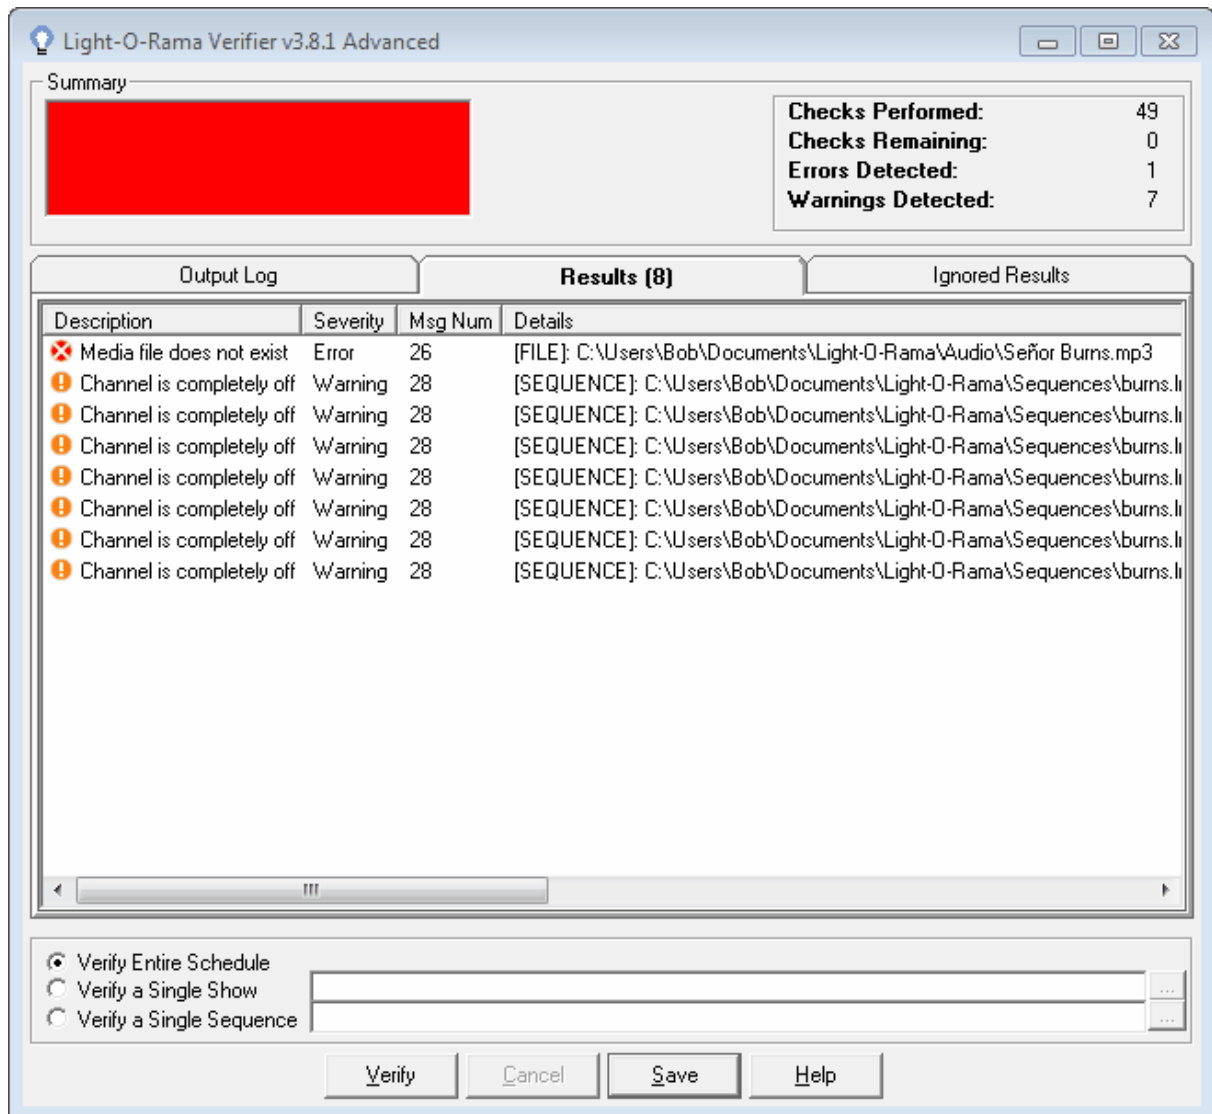 Light-O-Rama Verifier v3.8.1 Advanced
Summary
Checks Performed: 49
Checks Remaining: 0
Errors Detected: 1
Warnings Detected: 7
Output Log Results (8) Ignored Results
Description Severity Msg Num Details
Media file does not exist Error 26 [FILE]: C:\Users\Bob\Documents\Light-O-Rama\Audio\Señor Burns.mp3
Channel is completely off Warning 28 [SEQUENCE]: C:\Users\Bob\Documents\Light-O-Rama\Sequences\burns.l
Channel is completely off Warning 28 [SEQUENCE]: C:\Users\Bob\Documents\Light-O-Rama\Sequences\burns.l
Channel is completely off Warning 28 [SEQUENCE]: C:\Users\Bob\Documents\Light-O-Rama\Sequences\burns.l
Channel is completely off Warning 28 [SEQUENCE]: C:\Users\Bob\Documents\Light-O-Rama\Sequences\burns.l
Channel is completely off Warning 28 [SEQUENCE]: C:\Users\Bob\Documents\Light-O-Rama\Sequences\burns.l
Channel is completely off Warning 28 [SEQUENCE]: C:\Users\Bob\Documents\Light-O-Rama\Sequences\burns.l
Channel is completely off Warning 28 [SEQUENCE]: C:\Users\Bob\Documents\Light-O-Rama\Sequences\burns.l
Verify Entire Schedule
Verify a Single Show ...
Verify a Single Sequence ...
Verify Cancel Save Help